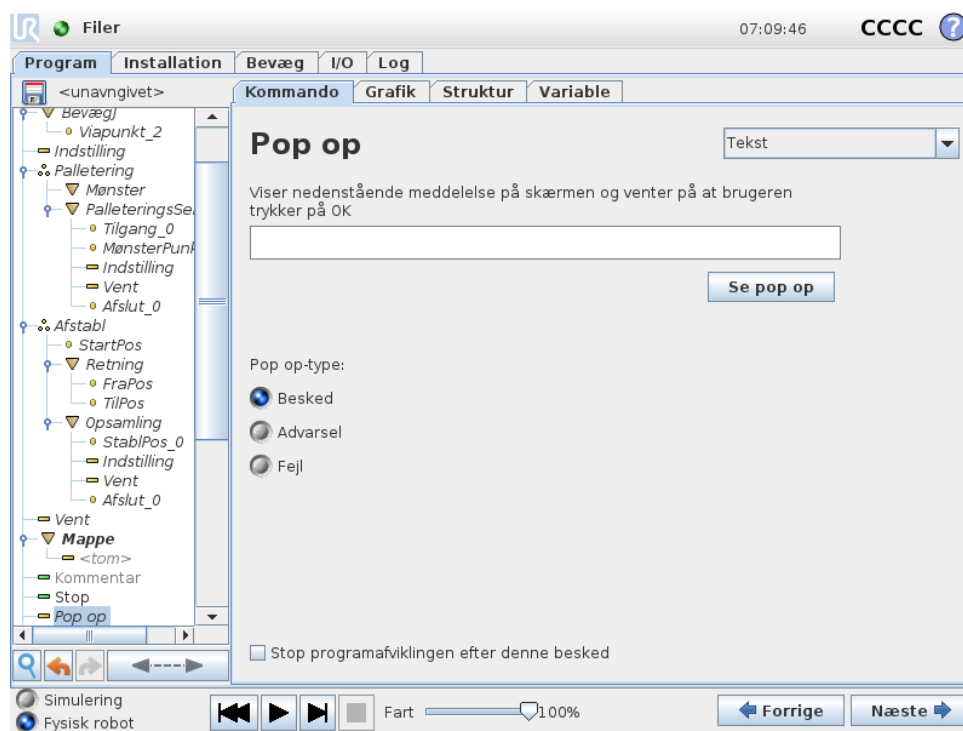 UR Filer 07:09:46 CCCC ?
Program Installation Bevæg I/O Log
<unavngivet>
Kommando Grafik Struktur Variable
BevægJ
Viapunkt_2
Indstilling
Palletering
Mønster
PalleteringsSe
Tilgang_0
MønsterPunk
Indstilling
Vent
Afslut_0
Afstabl
StartPos
Retning
FraPos
TilPos
Opsamling
StablPos_0
Indstilling
Vent
Afslut_0
Vent
Mappe
<tom>
Kommentar
Stop
Pop op
Pop op
Tekst
Viser nedenstående meddelelse på skærmen og venter på at brugeren
trykker på OK
Se pop op
Pop op-type:
Besked
Advarsel
Fejl
Stop programafviklingen efter denne besked
Simulering
Fysisk robot
Fart 100%
Forrige Næste